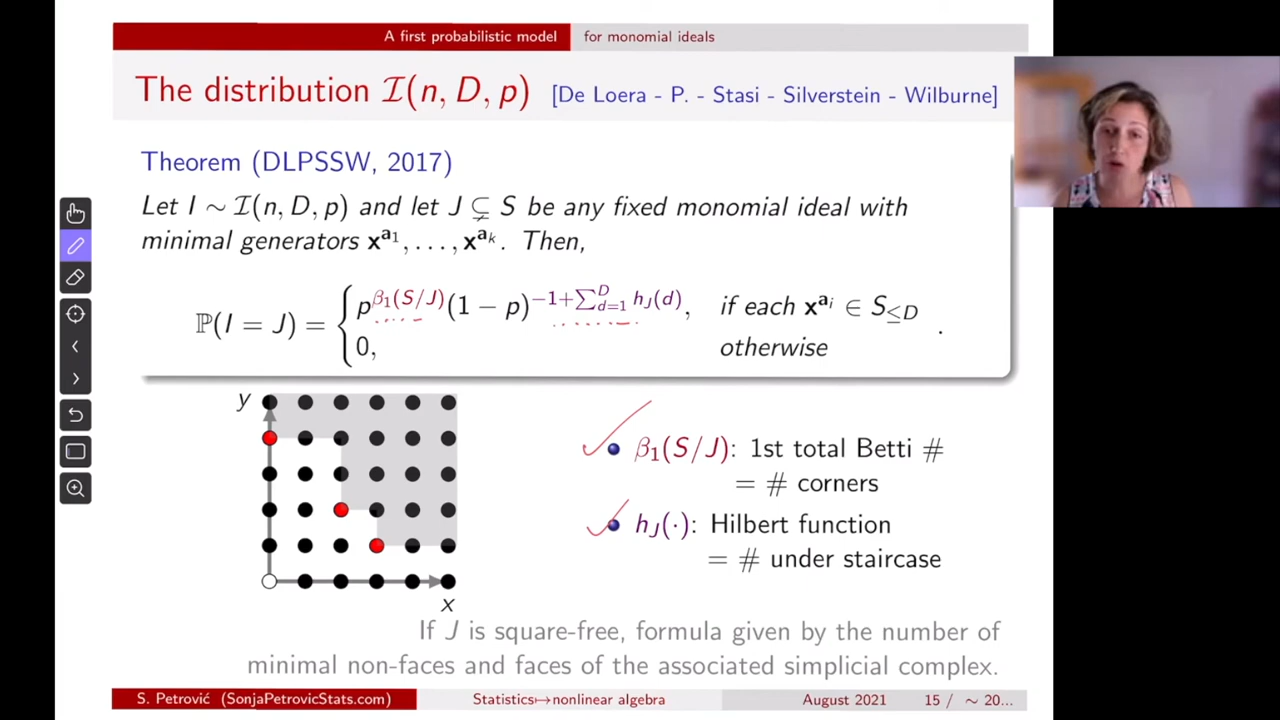 A first probabilistic model for monomial ideals
The distribution 𝓘(n, D, p) [De Loera - P. - Stasi - Silverstein - Wilburne]
Theorem (DLPSSW, 2017)
Let I ∼ 𝓘(n, D, p) and let J ⊊ S be any fixed monomial ideal with
minimal generators x^{a_1}, . . . , x^{a_k}. Then,
ℙ(I = J) = { p^{β_1(S/J)}(1 − p)^{−1+∑_{d=1}^{D} h_J(d)}, if each x^{a_i} ∈ S_{≤D}
0, otherwise .
y
x
β₁(S/J): 1st total Betti #
= # corners
h_J(·): Hilbert function
= # under staircase
If J is square-free, formula given by the number of
minimal non-faces and faces of the associated simplicial complex.
S. Petrović (SonjaPetrovicStats.com) Statistics↦nonlinear algebra August 2021 15 / ∼ 20...